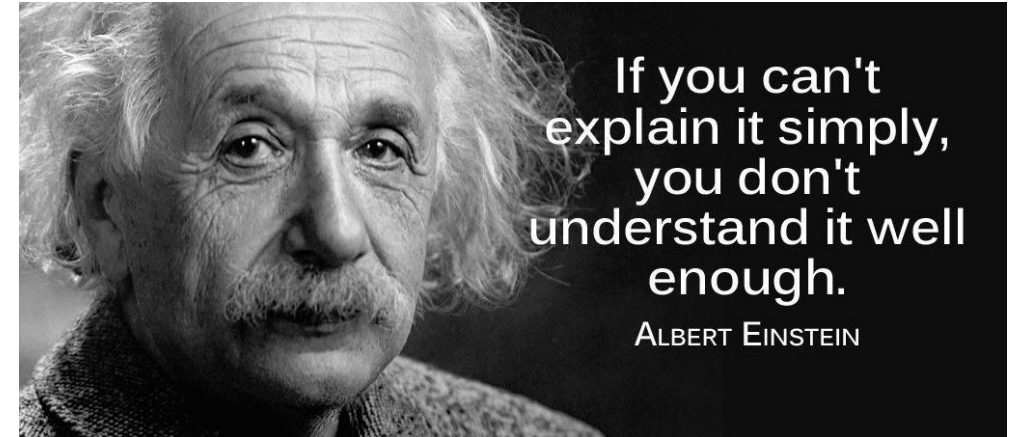 If you can't
explain it simply,
you don't
understand it well
enough.
Albert Einstein